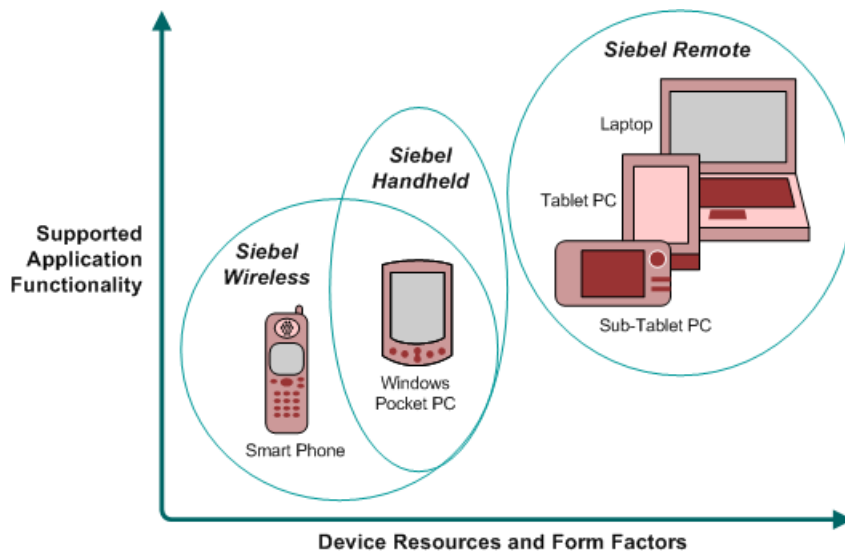 Siebel Remote
Laptop
Siebel
Handheld
Tablet PC
Supported
Application
Functionality
Siebel
Wireless
Sub-Tablet PC
Windows
Pocket PC
Smart Phone
Device Resources and Form Factors